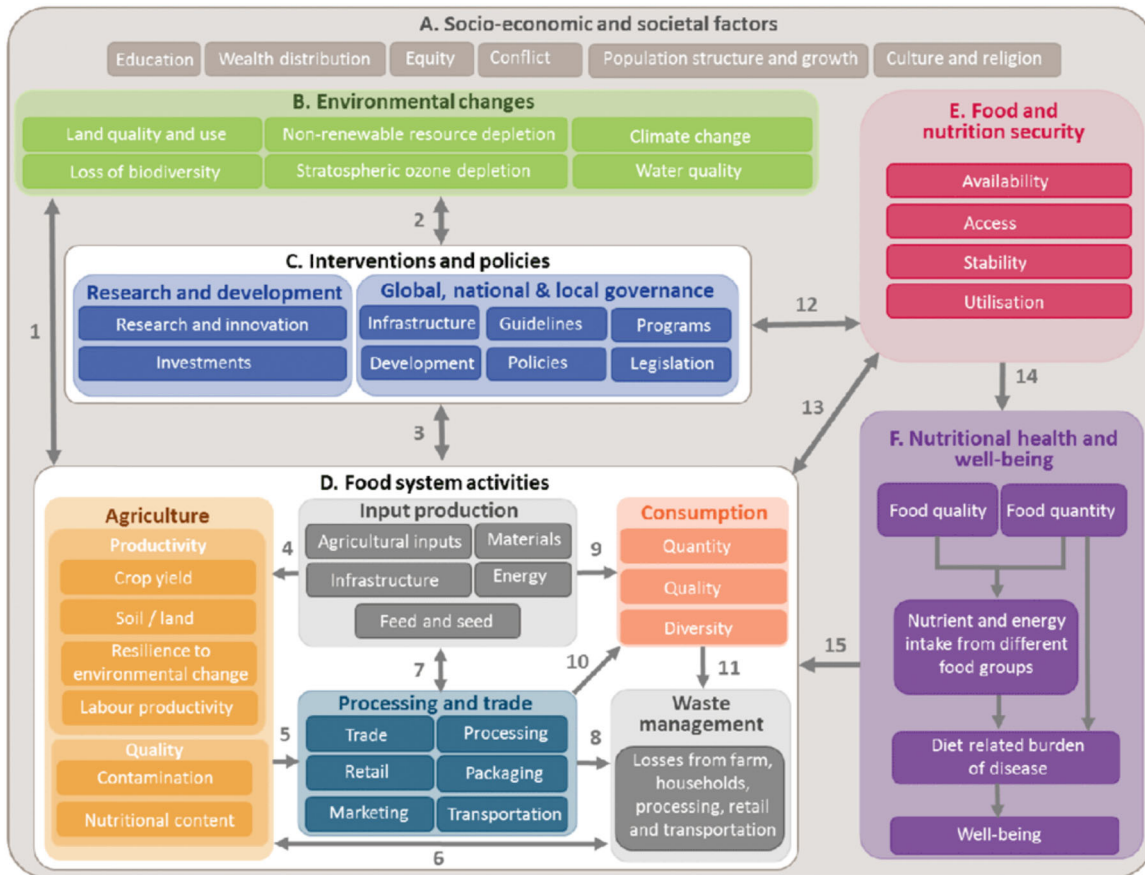 A. Socio-economic and societal factors
Education
Wealth distribution
Equity
Conflict
Population structure and growth
Culture and religion
B. Environmental changes
Land quality and use
Non-renewable resource depletion
Climate change
Loss of biodiversity
Stratospheric ozone depletion
Water quality
E. Food and
nutrition security
Availability
Access
Stability
Utilisation
1
2
C. Interventions and policies
Research and development
Research and innovation
Investments
Global, national & local governance
Infrastructure
Guidelines
Programs
Development
Policies
Legislation
12
13
14
3
D. Food system activities
Agriculture
Productivity
Crop yield
Soil / land
Resilience to
environmental change
Labour productivity
Quality
Contamination
Nutritional content
4
5
6
Input production
Agricultural inputs
Materials
Infrastructure
Energy
Feed and seed
7
9
10
Processing and trade
Trade
Processing
Retail
Packaging
Marketing
Transportation
8
Consumption
Quantity
Quality
Diversity
11
Waste
management
Losses from farm,
households,
processing, retail
and transportation
15
F. Nutritional health and
well-being
Food quality
Food quantity
Nutrient and energy
intake from different
food groups
Diet related burden
of disease
Well-being